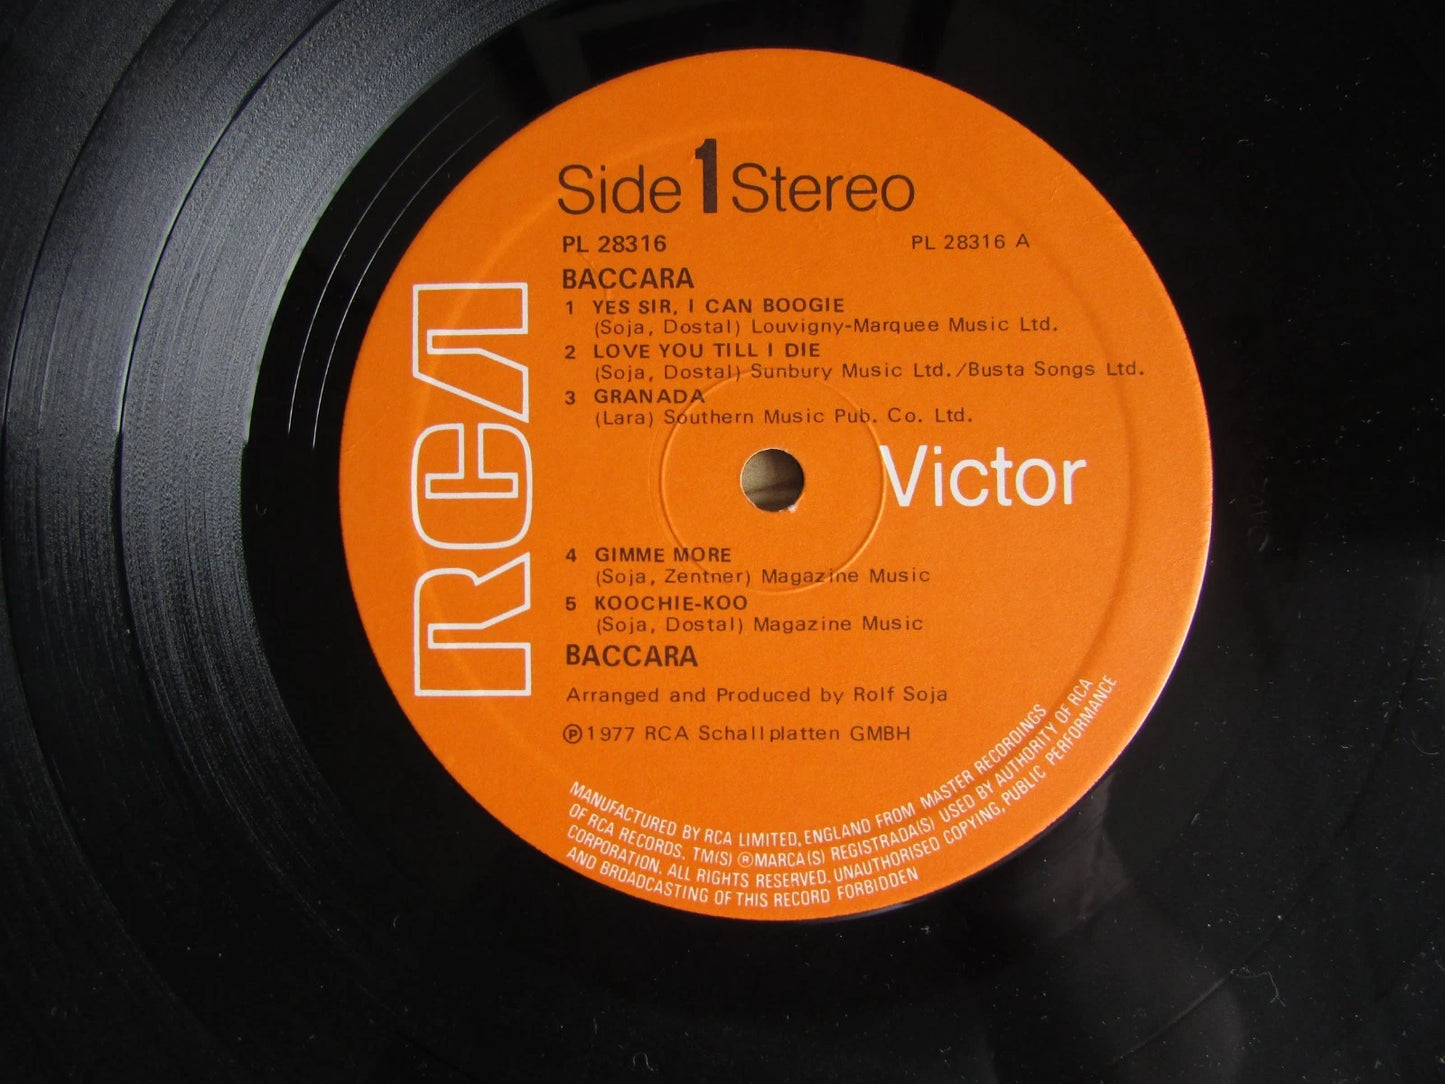 Side 1 Stereo
PL 28316 PL 28316 A
BACCARA
1 YES SIR, I CAN BOOGIE
(Soja, Dostal) Louvigny-Marquee Music Ltd.
2 LOVE YOU TILL I DIE
(Soja, Dostal) Sunbury Music Ltd./Busta Songs Ltd.
3 GRANADA
(Lara) Southern Music Pub. Co. Ltd.
RCA Victor
4 GIMME MORE
(Soja, Zentner) Magazine Music
5 KOOCHIE-KOO
(Soja, Dostal) Magazine Music
BACCARA
Arranged and Produced by Rolf Soja
℗1977 RCA Schallplatten GMBH
MANUFACTURED BY RCA LIMITED, ENGLAND FROM MASTER RECORDINGS
OF RCA RECORDS. TM(S) ®MARCA(S) REGISTRADA(S) USED BY AUTHORITY OF RCA
CORPORATION. ALL RIGHTS RESERVED. UNAUTHORISED COPYING, PUBLIC PERFORMANCE
AND BROADCASTING OF THIS RECORD FORBIDDEN